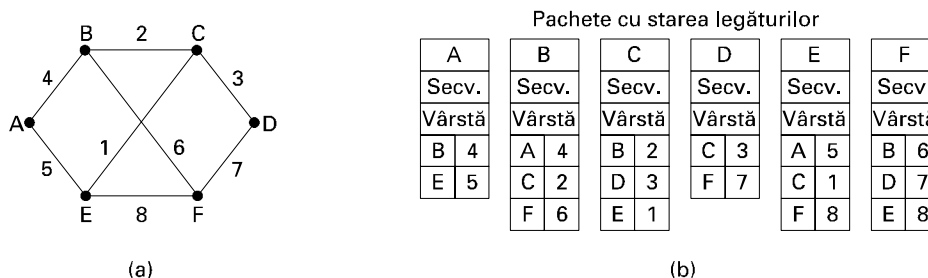 B 2 C
Pachete cu starea legăturilor
4 3
A D
5 1 6 7
E 8 F
(a)
A B C D E F
Secv. Secv. Secv. Secv. Secv. Secv.
Vârstă Vârstă Vârstă Vârstă Vârstă Vârstă
B 4 A 4 B 2 C 3 A 5 B 6
E 5 C 2 D 3 F 7 C 1 D 7
F 6 E 1 F 8 E 8
(b)